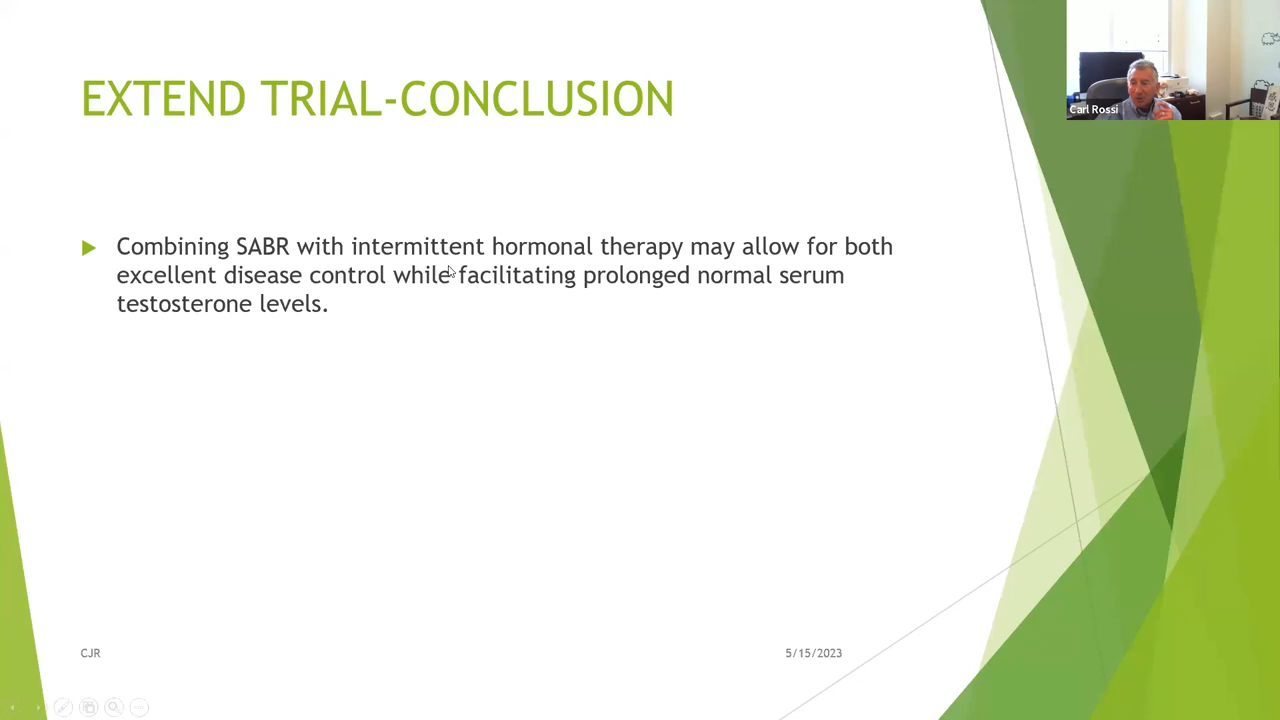 EXTEND TRIAL-CONCLUSION
Carl Rossi
Combining SABR with intermittent hormonal therapy may allow for both
excellent disease control while facilitating prolonged normal serum
testosterone levels.
CJR
5/15/2023